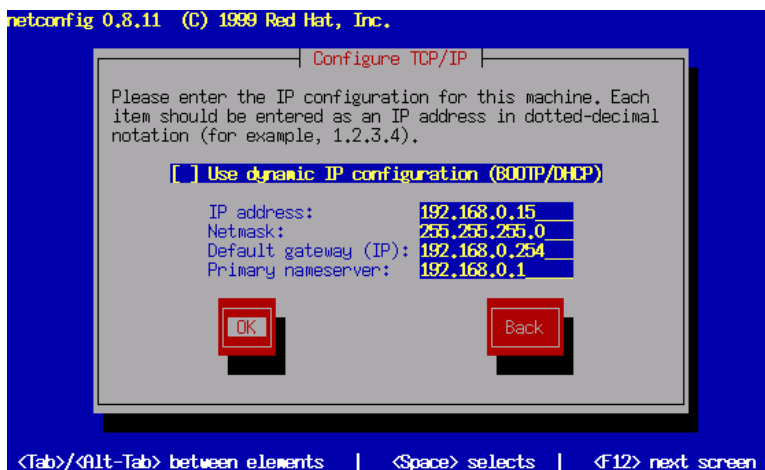 netconfig 0.8.11  (C) 1999 Red Hat, Inc.
Configure TCP/IP
Please enter the IP configuration for this machine. Each
item should be entered as an IP address in dotted-decimal
notation (for example, 1.2.3.4).
[ ] Use dynamic IP configuration (BOOTP/DHCP)
IP address: 192.168.0.15____
Netmask: 255.255.255.0___
Default gateway (IP): 192.168.0.254___
Primary nameserver: 192.168.0.1_____
OK Back
<Tab>/<Alt-Tab> between elements | <Space> selects | <F12> next screen